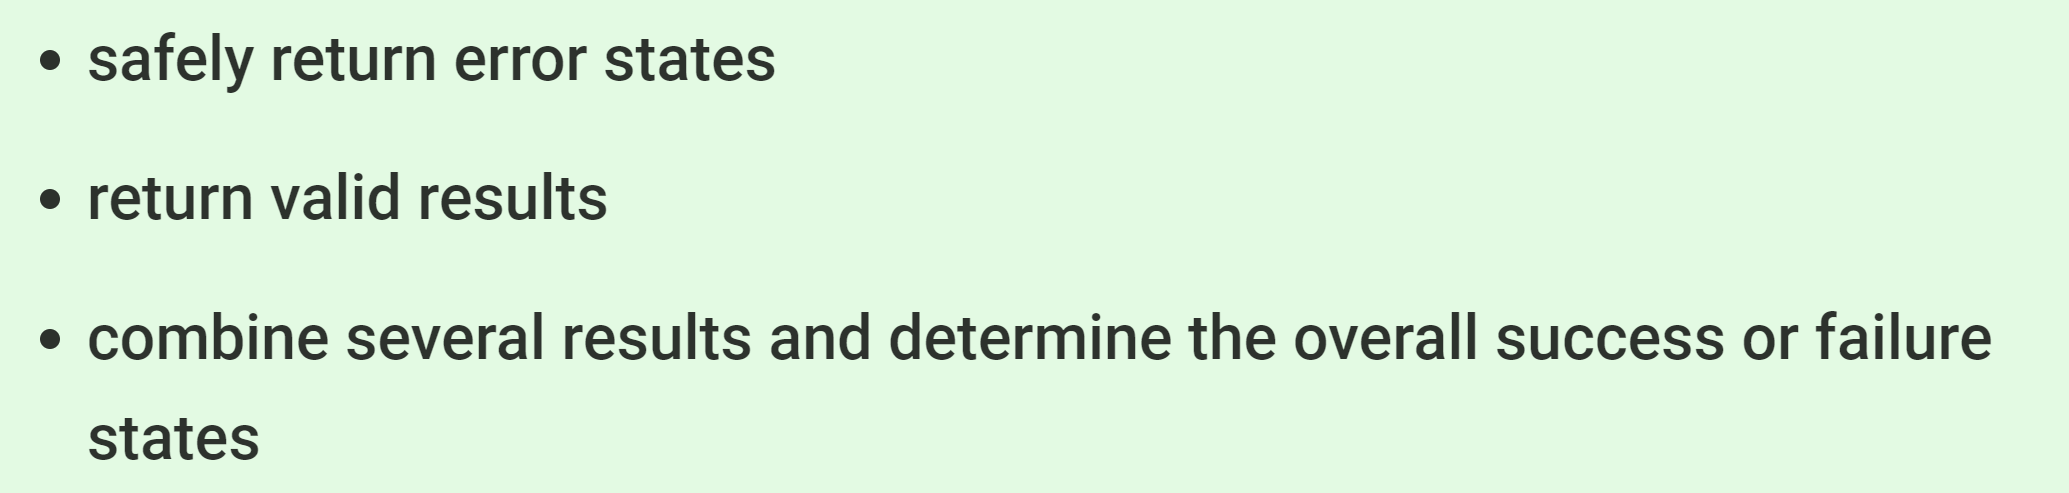 • safely return error states
• return valid results
• combine several results and determine the overall success or failure
states